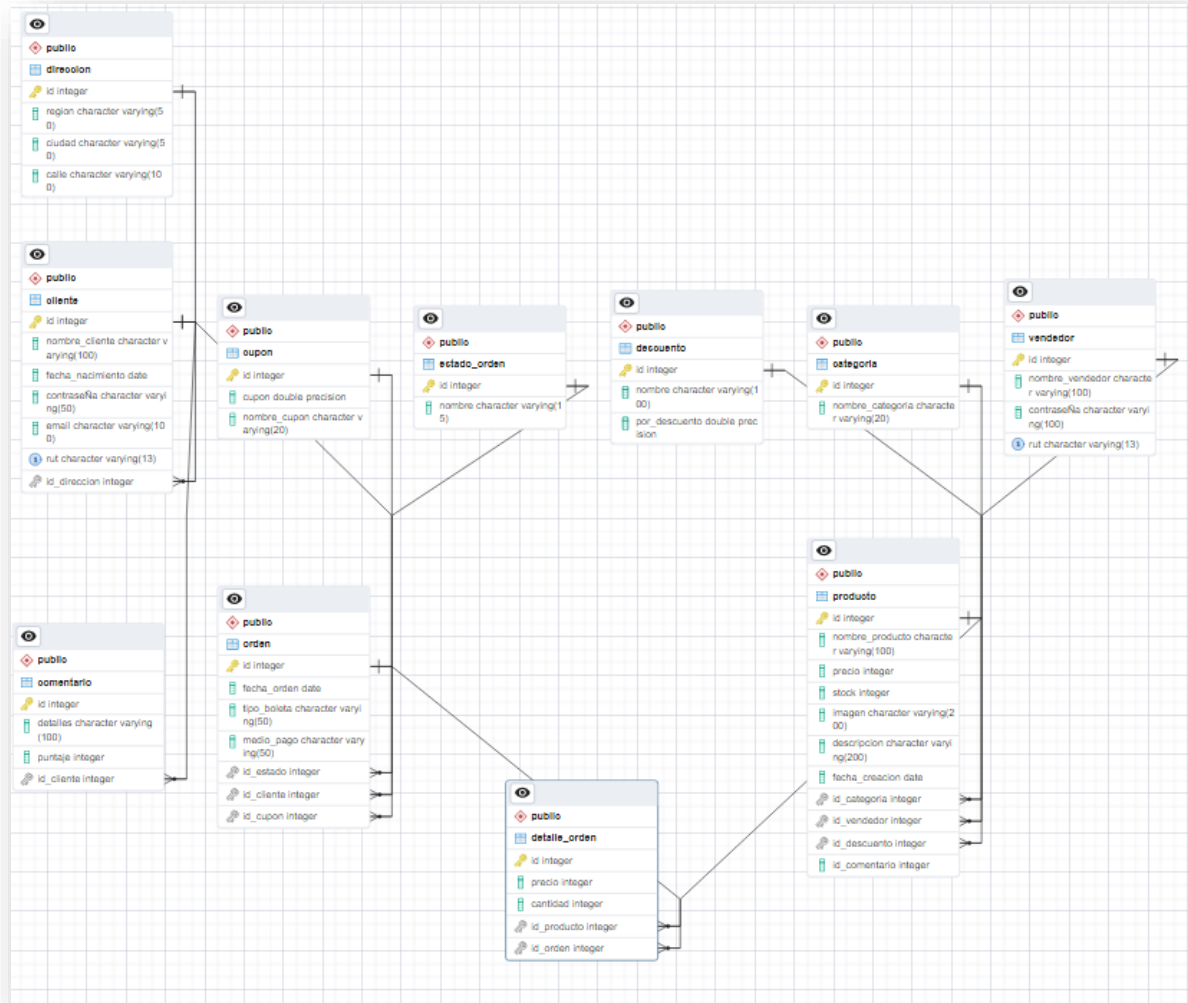 public
direccion
id integer
region character varying(5
0)
ciudad character varying(5
0)
calle character varying(10
0)
public
cliente
id integer
nombre_cliente character v
arying(100)
fecha_nacimiento date
contraseÑa character varyi
ng(50)
email character varying(10
0)
rut character varying(13)
id_direccion integer
public
cupon
id integer
cupon double precision
nombre_cupon character v
arying(20)
public
estado_orden
id integer
nombre character varying(1
5)
public
descuento
id integer
nombre character varying(1
00)
por_descuento double prec
ision
public
categoria
id integer
nombre_categoria characte
r varying(20)
public
vendedor
id integer
nombre_vendedor characte
r varying(100)
contraseÑa character varyi
ng(100)
rut character varying(13)
public
comentario
id integer
detalles character varying
(100)
puntaje integer
id_cliente integer
public
orden
id integer
fecha_orden date
tipo_boleta character varyi
ng(50)
medio_pago character vary
ing(50)
id_estado integer
id_cliente integer
id_cupon integer
public
detalle_orden
id integer
precio integer
cantidad integer
id_producto integer
id_orden integer
public
producto
id integer
nombre_producto characte
r varying(100)
precio integer
stock integer
imagen character varying(2
00)
descripcion character varyi
ng(200)
fecha_creacion date
id_categoria integer
id_vendedor integer
id_descuento integer
id_comentario integer